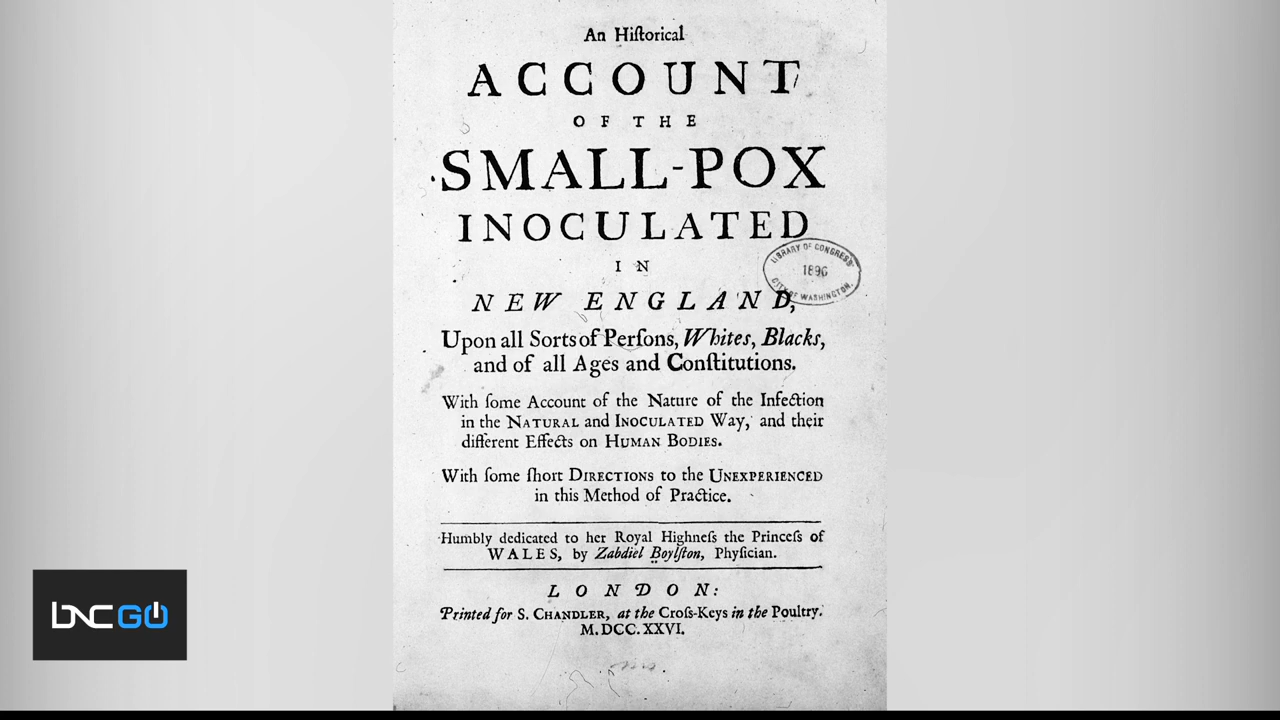 An Hiſtorical
ACCOUNT
OF THE
SMALL-POX
INOCULATED
IN
NEW ENGLAND,
Upon all Sorts of Perſons, Whites, Blacks,
and of all Ages and Conſtitutions.
With ſome Account of the Nature of the Infection
in the NATURAL and INOCULATED Way, and their
different Effects on HUMAN BODIES.
With ſome ſhort DIRECTIONS to the UNEXPERIENCED
in this Method of Practice.
Humbly dedicated to her Royal Highneſs the Princeſs of
WALES, by Zabdiel Boylſton, Phyſician.
LONDON:
Printed for S. CHANDLER, at the Croſs-Keys in the Poultry.
M.DCC.XXVI.
LIBRARY OF CONGRESS
1896
CITY OF WASHINGTON.
BNC GO